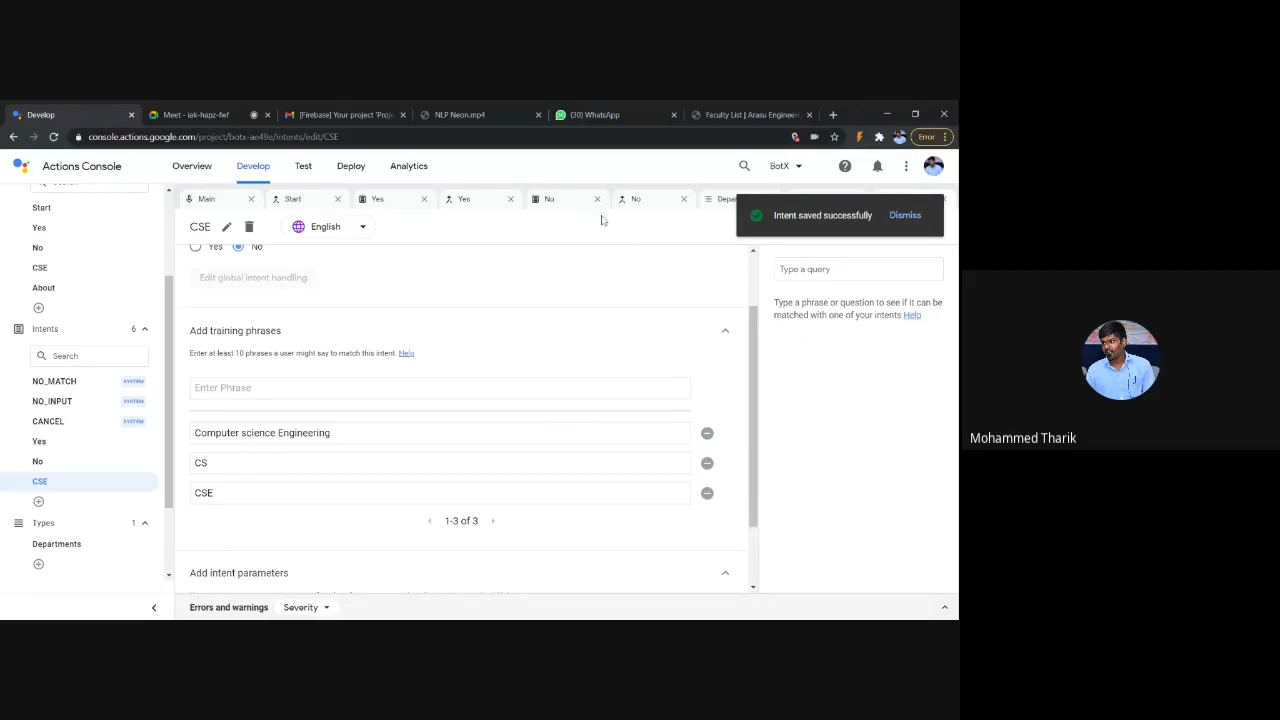 Develop
Meet - iak-hapz-fwf
[Firebase] Your project 'Proje
NLP Neon.mp4
(30) WhatsApp
Faculty List | Arasu Engineeri
console.actions.google.com/project/botx-ae49e/intents/edit/CSE
Error
Actions Console
Overview
Develop
Test
Deploy
Analytics
BotX
Main
Start
Yes
Yes
No
No
Depar
CSE
English
Intent saved successfully
Dismiss
Start
Yes
No
CSE
About
Intents 6
Search
NO_MATCH SYSTEM
NO_INPUT SYSTEM
CANCEL SYSTEM
Yes
No
CSE
Types 1
Departments
Yes No
Edit global intent handling
Add training phrases
Enter at least 10 phrases a user might say to match this intent. Help
Enter Phrase
Computer science Engineering
CS
CSE
1-3 of 3
Add intent parameters
Type a query
Type a phrase or question to see if it can be
matched with one of your intents Help
Errors and warnings Severity
Mohammed Tharik